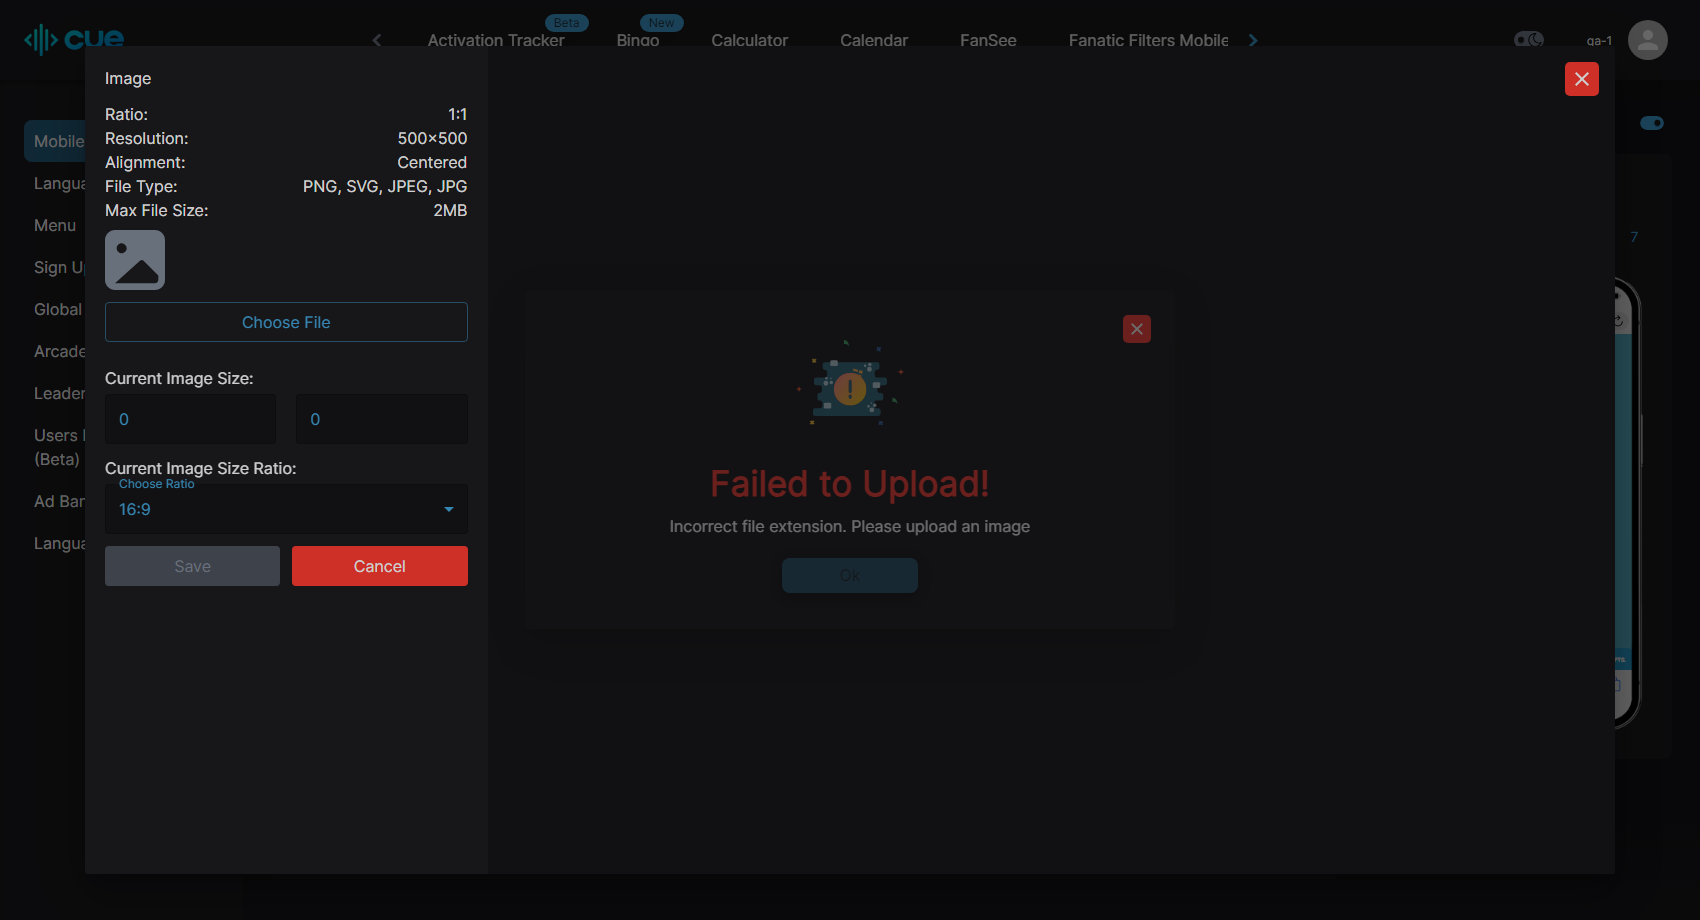 cue
Activation Tracker
Beta
Bingo
New
Calculator
Calendar
FanSee
Fanatic Filters Mobile
qa-1
Mobile
Langua
Menu
Sign Up
Global
Arcade
Leader
Users
(Beta)
Ad Ban
Langua
Image
Ratio: 1:1
Resolution: 500×500
Alignment: Centered
File Type: PNG, SVG, JPEG, JPG
Max File Size: 2MB
Choose File
Current Image Size:
0 0
Current Image Size Ratio:
Choose Ratio
16:9
Save Cancel
Failed to Upload!
Incorrect file extension. Please upload an image
Ok
7